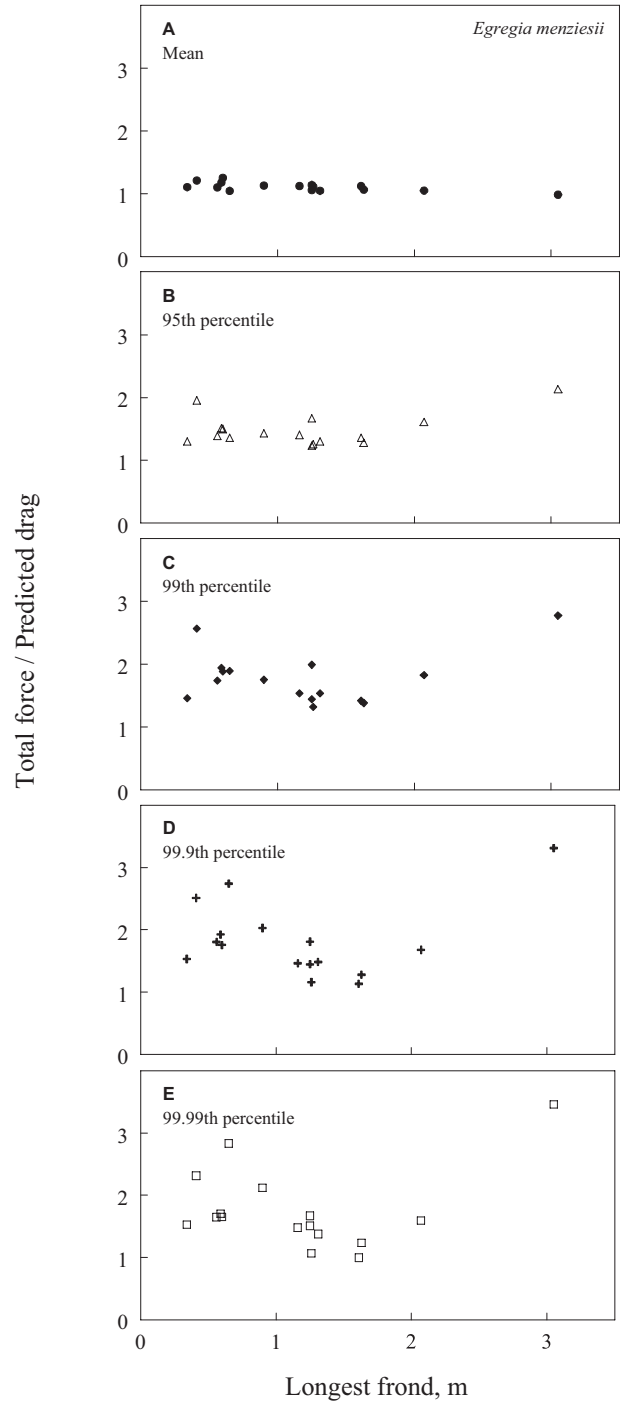 A
Mean
Egregia menziesii
3
2
1
0
B
95th percentile
3
2
1
0
C
99th percentile
3
2
1
0
D
99.9th percentile
3
2
1
0
E
99.99th percentile
3
2
1
0
0 1 2 3
Longest frond, m
Total force / Predicted drag